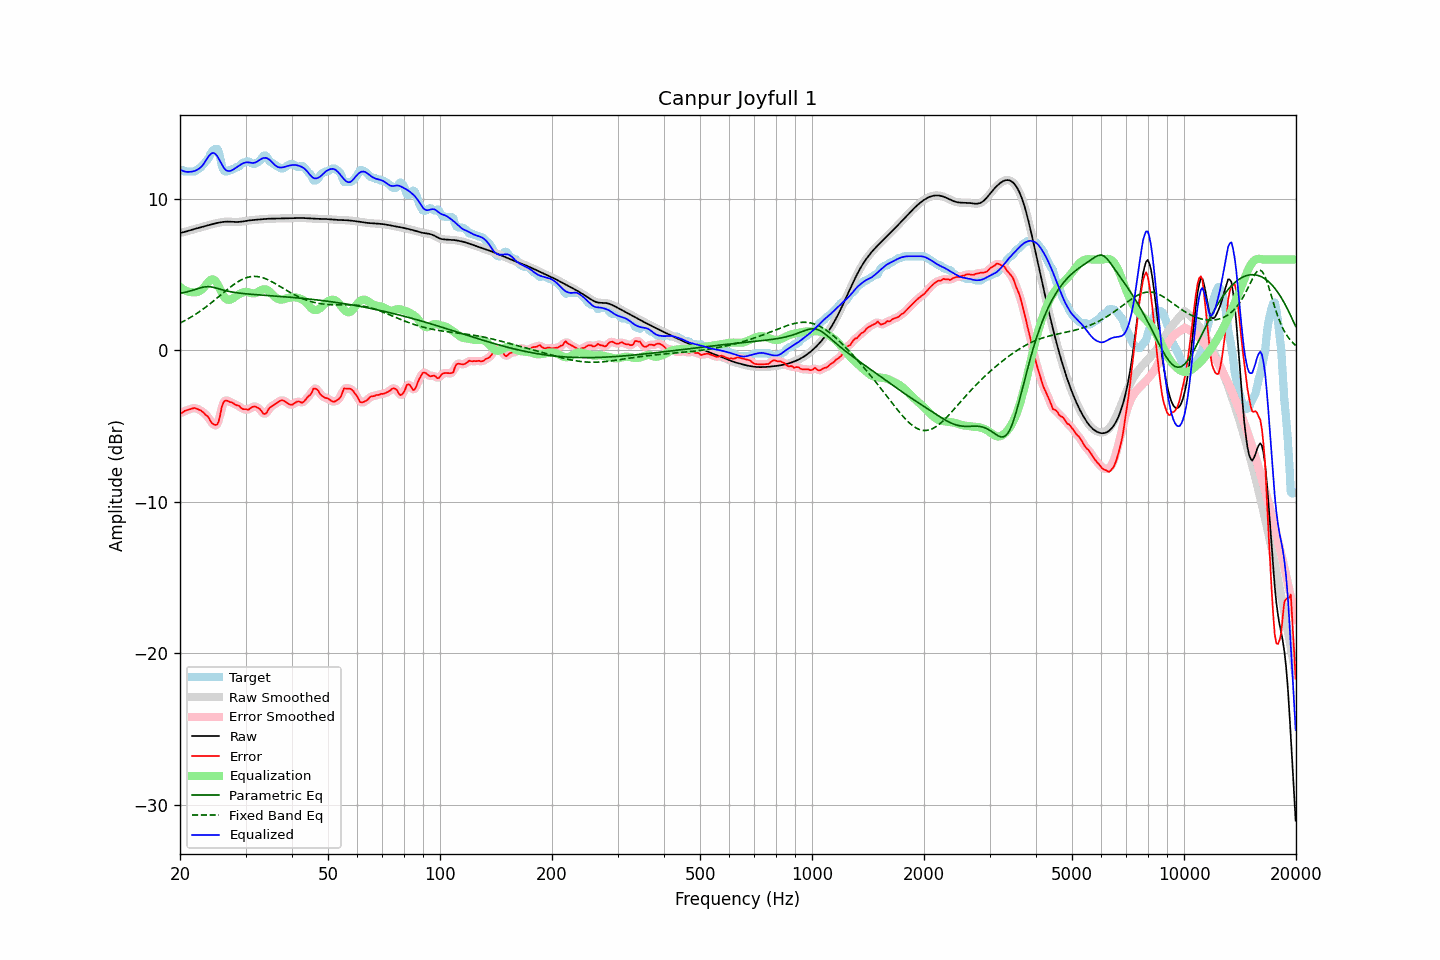 Canpur Joyfull 1
Amplitude (dBr)
10
0
−10
−20
−30
Target
Raw Smoothed
Error Smoothed
Raw
Error
Equalization
Parametric Eq
Fixed Band Eq
Equalized
20 50 100 200 500 1000 2000 5000 10000 20000
Frequency (Hz)